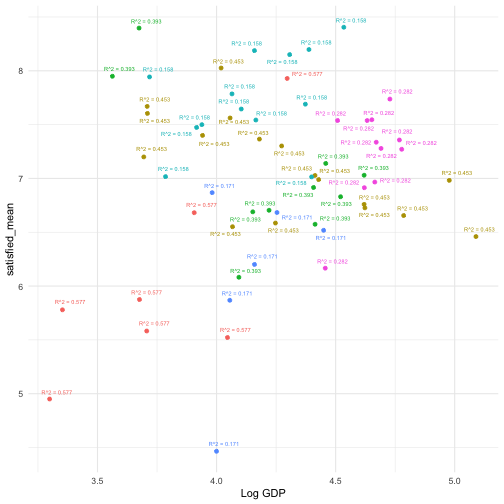 R^2 = 0.393
R^2 = 0.158
R^2 = 0.158
R^2 = 0.158
R^2 = 0.158
R^2 = 0.453
R^2 = 0.393
R^2 = 0.158
R^2 = 0.577
R^2 = 0.158
R^2 = 0.282
R^2 = 0.453
R^2 = 0.158
R^2 = 0.158
R^2 = 0.453
R^2 = 0.453
R^2 = 0.158
R^2 = 0.282
R^2 = 0.282
R^2 = 0.158
R^2 = 0.158
R^2 = 0.282
R^2 = 0.453
R^2 = 0.453
R^2 = 0.282
R^2 = 0.282
R^2 = 0.453
R^2 = 0.453
R^2 = 0.282
R^2 = 0.393
R^2 = 0.158
R^2 = 0.453
R^2 = 0.393
R^2 = 0.453
R^2 = 0.158
R^2 = 0.282
R^2 = 0.282
R^2 = 0.171
R^2 = 0.393
R^2 = 0.393
R^2 = 0.453
R^2 = 0.577
R^2 = 0.393
R^2 = 0.393
R^2 = 0.453
R^2 = 0.453
R^2 = 0.171
R^2 = 0.393
R^2 = 0.453
R^2 = 0.453
R^2 = 0.453
R^2 = 0.171
R^2 = 0.171
R^2 = 0.282
R^2 = 0.393
R^2 = 0.577
R^2 = 0.171
R^2 = 0.577
R^2 = 0.577
R^2 = 0.577
R^2 = 0.577
R^2 = 0.171
8
7
6
5
satisfied_mean
3.5 4.0 4.5 5.0
Log GDP